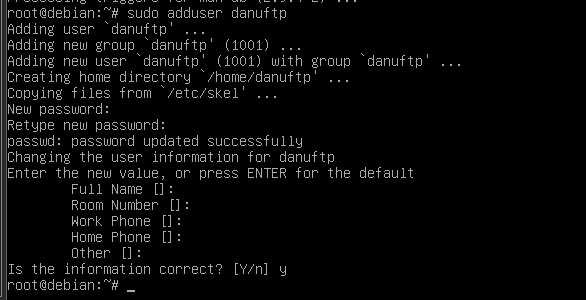 root@debian:~# sudo adduser danuftp
Adding user `danuftp' ...
Adding new group `danuftp' (1001) ...
Adding new user `danuftp' (1001) with group `danuftp' ...
Creating home directory `/home/danuftp' ...
Copying files from `/etc/skel' ...
New password:
Retype new password:
passwd: password updated successfully
Changing the user information for danuftp
Enter the new value, or press ENTER for the default
Full Name []:
Room Number []:
Work Phone []:
Home Phone []:
Other []:
Is the information correct? [Y/n] y
root@debian:~# _